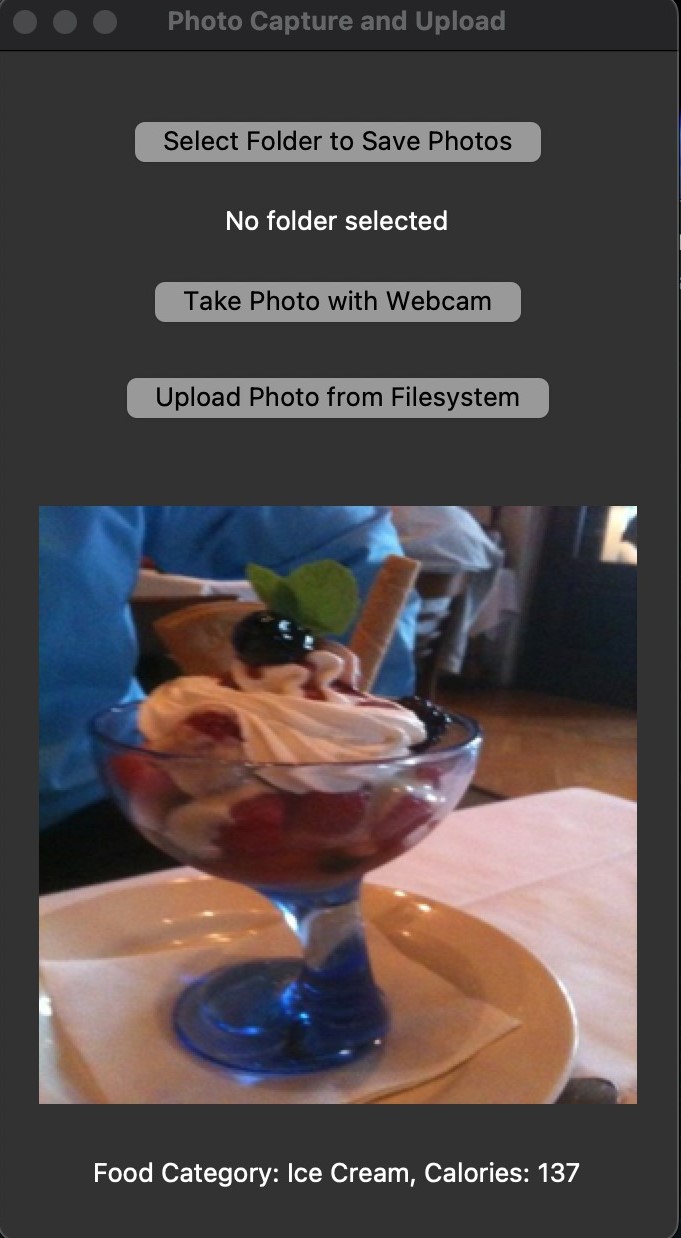 Photo Capture and Upload
Select Folder to Save Photos
No folder selected
Take Photo with Webcam
Upload Photo from Filesystem
Food Category: Ice Cream, Calories: 137